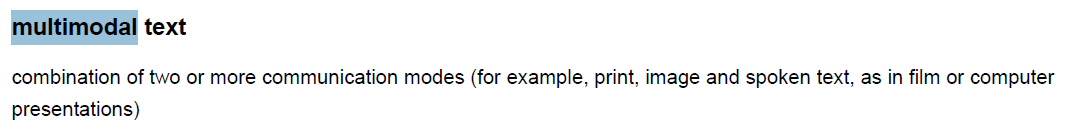 multimodal text
combination of two or more communication modes (for example, print, image and spoken text, as in film or computer
presentations)